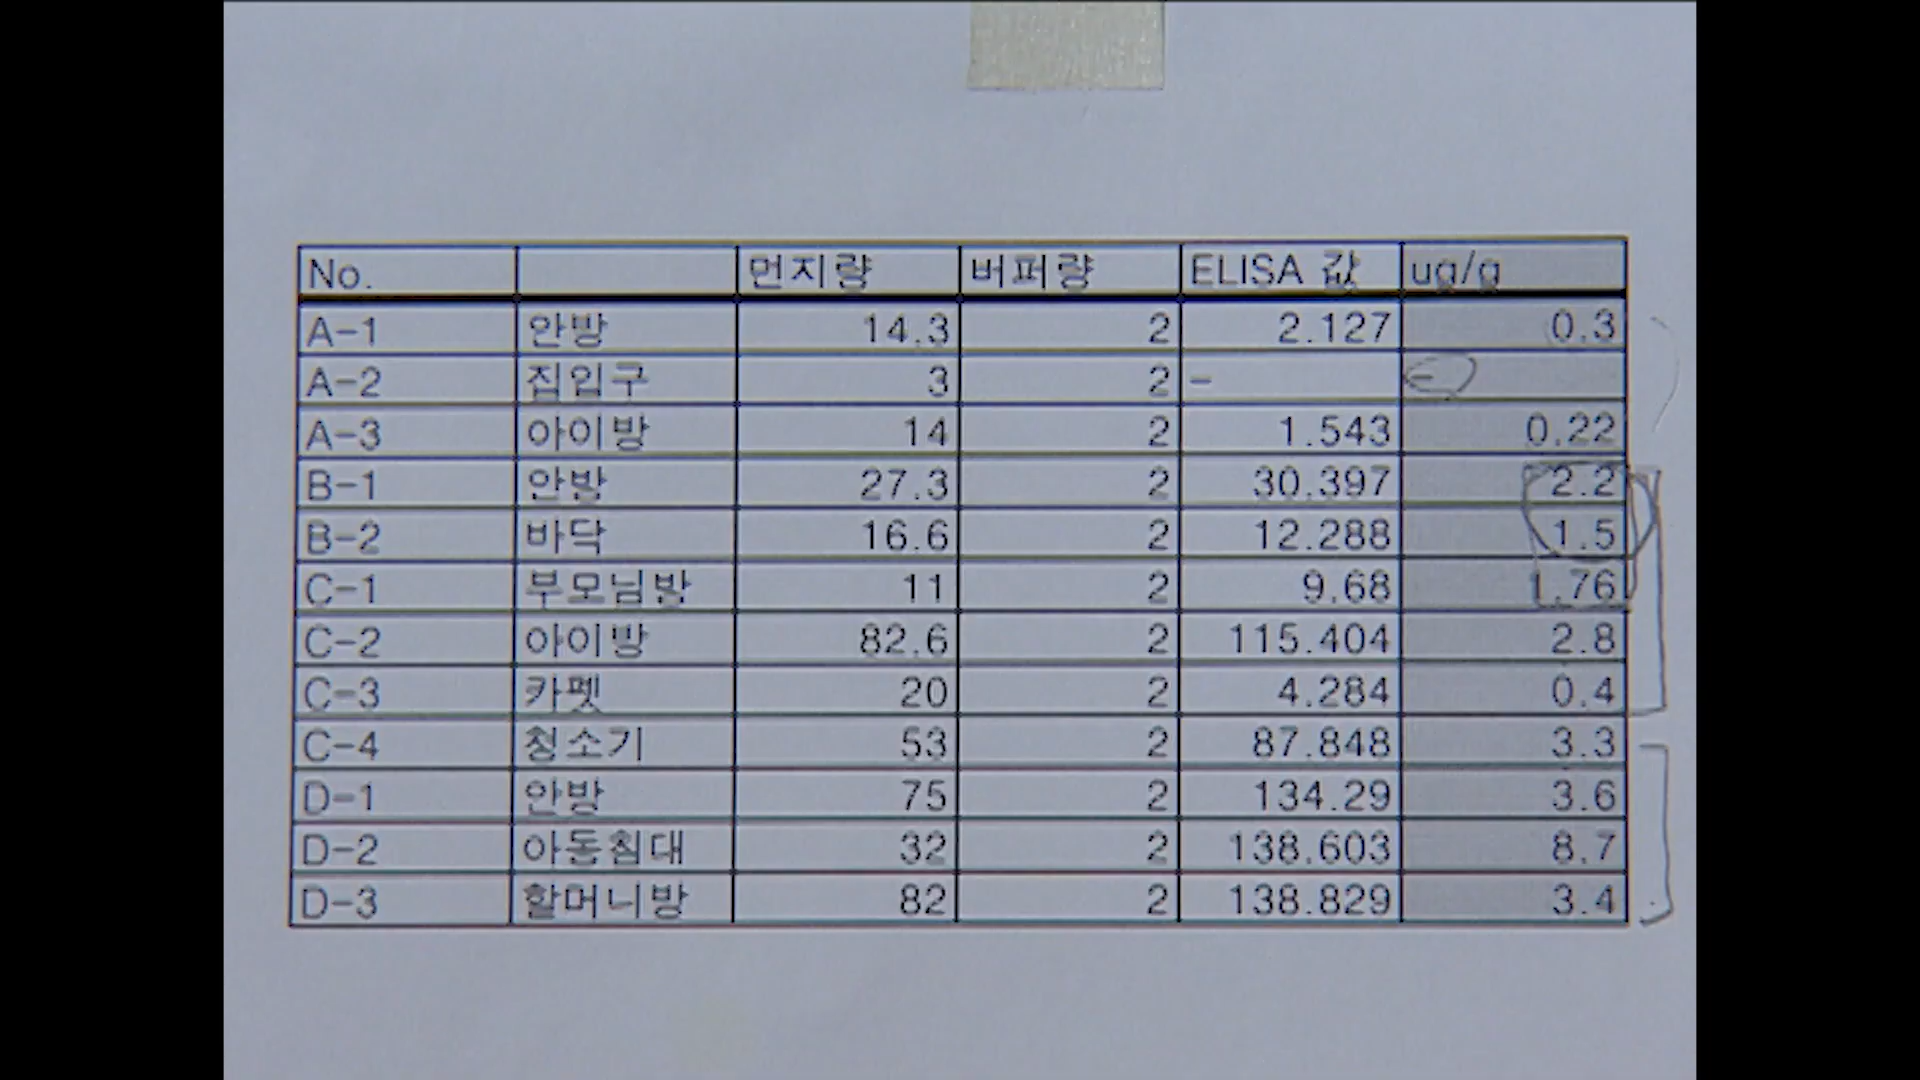 No. 먼지량 버퍼량 ELISA 값 ug/g
A-1 안방 14.3 2 2.127 0.3
A-2 집입구 3 2 - -
A-3 아이방 14 2 1.543 0.22
B-1 안방 27.3 2 30.397 2.2
B-2 바닥 16.6 2 12.288 1.5
C-1 부모님방 11 2 9.68 1.76
C-2 아이방 82.6 2 115.404 2.8
C-3 카펫 20 2 4.284 0.4
C-4 청소기 53 2 87.848 3.3
D-1 안방 75 2 134.29 3.6
D-2 아동침대 32 2 138.603 8.7
D-3 할머니방 82 2 138.829 3.4